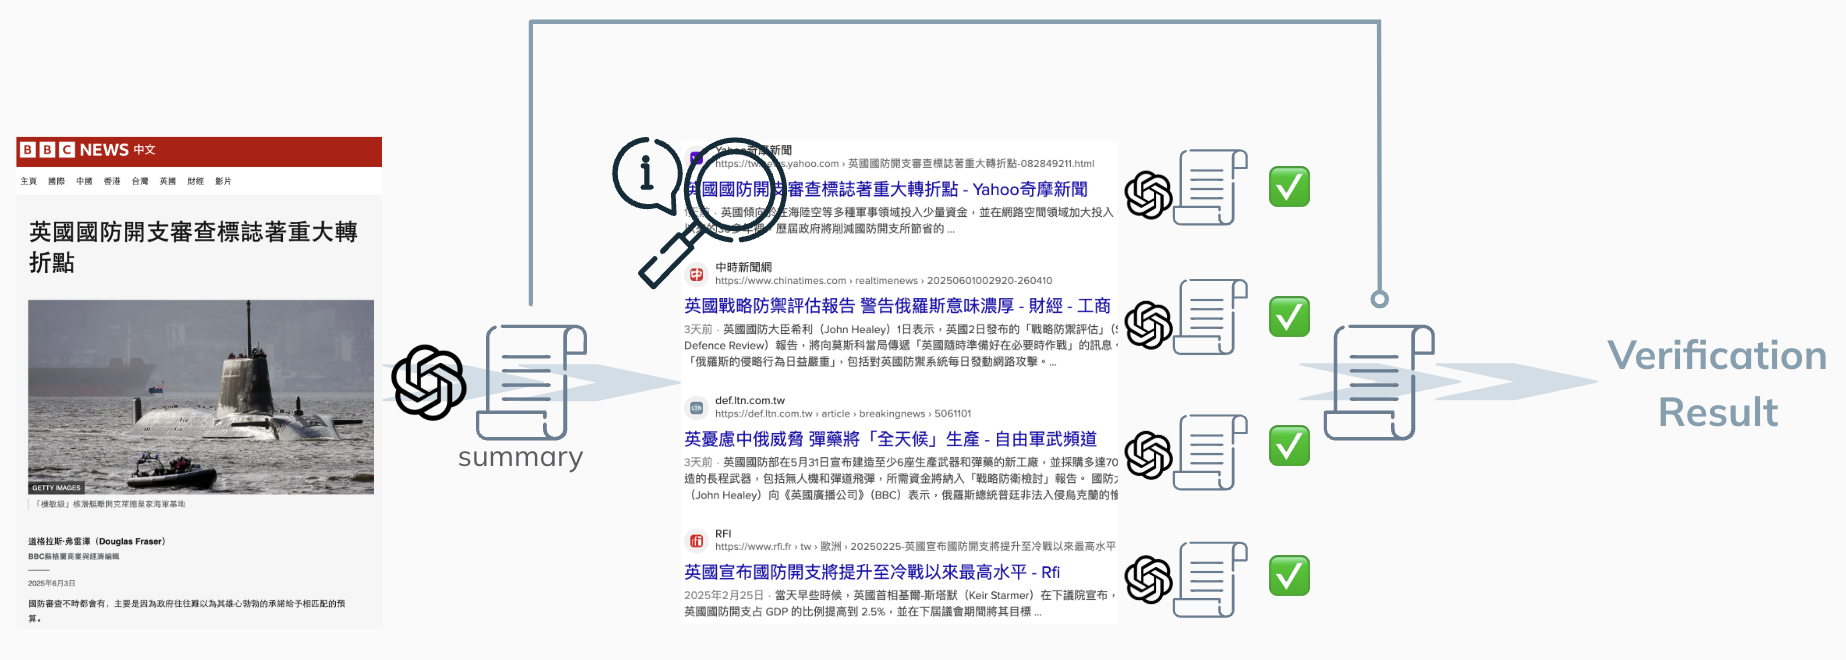 BBC NEWS 中文
主頁 國際 中國 香港 台灣 英國 財經 影片
英國國防開支審查標誌著重大轉
折點
GETTY IMAGES
「機敏級」核潛艇離開克萊德皇家海軍基地
道格拉斯·弗雷澤（Douglas Fraser）
BBC蘇格蘭商業與經濟編輯
2025年6月3日
國防審查不時都會有，主要是因為政府往往難以為其雄心勃勃的承諾給予相匹配的預
算。
summary
i
Yahoo奇摩新聞
https://tw.news.yahoo.com › 英國國防開支審查標誌著重大轉折點-082849211.html
英國國防開支審查標誌著重大轉折點 - Yahoo奇摩新聞
1天前 · 英國傾向於在海陸空等多種軍事領域投入少量資金，並在網路空間領域加大投入
的30多年裡，歷屆政府將削減國防開支所節省的 ...
中時新聞網
https://www.chinatimes.com › realtimenews › 20250601002920-260410
英國戰略防禦評估報告 警告俄羅斯意味濃厚 - 財經 - 工商
3天前 · 英國國防大臣希利（John Healey）1日表示，英國2日發布的「戰略防禦評估」（S
Defence Review）報告，將向莫斯科當局傳遞「英國隨時準備好在必要時作戰」的訊息，
「俄羅斯的侵略行為日益嚴重」，包括對英國防禦系統每日發動網路攻擊。...
LTN
def.ltn.com.tw
https://def.ltn.com.tw › article › breakingnews › 5061101
英憂慮中俄威脅 彈藥將「全天候」生產 - 自由軍武頻道
3天前 · 英國國防部在5月31日宣布建造至少6座生產武器和彈藥的新工廠，並採購多達70
造的長程武器，包括無人機和彈道飛彈，所需資金將納入「戰略防衛檢討」報告。 國防大
（John Healey）向《英國廣播公司》（BBC）表示，俄羅斯總統普廷非法入侵烏克蘭的慘
rfi
RFI
https://www.rfi.fr › tw › 歐洲 › 20250225-英國宣布國防開支將提升至冷戰以來最高水平
英國宣布國防開支將提升至冷戰以來最高水平 - Rfi
2025年2月25日 · 當天早些時候，英國首相基爾-斯塔默（Keir Starmer）在下議院宣布，
英國國防開支占 GDP 的比例提高到 2.5%，並在下屆議會期間將其目標 ...
Verification
Result